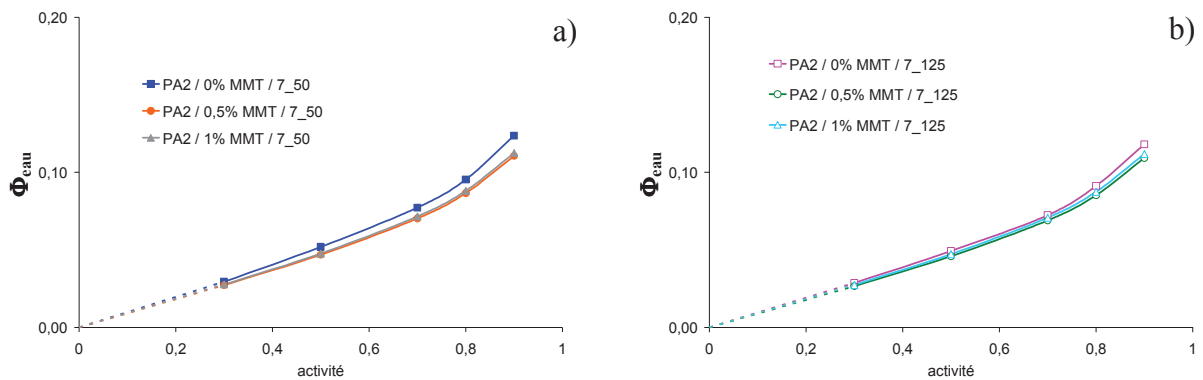 a)
0,20
PA2 / 0% MMT / 7_50
PA2 / 0,5% MMT / 7_50
PA2 / 1% MMT / 7_50
0,10
Φeau
0,00
0
0,2
0,4
0,6
0,8
1
activité
b)
0,20
PA2 / 0% MMT / 7_125
PA2 / 0,5% MMT / 7_125
PA2 / 1% MMT / 7_125
0,10
Φeau
0,00
0
0,2
0,4
0,6
0,8
1
activité